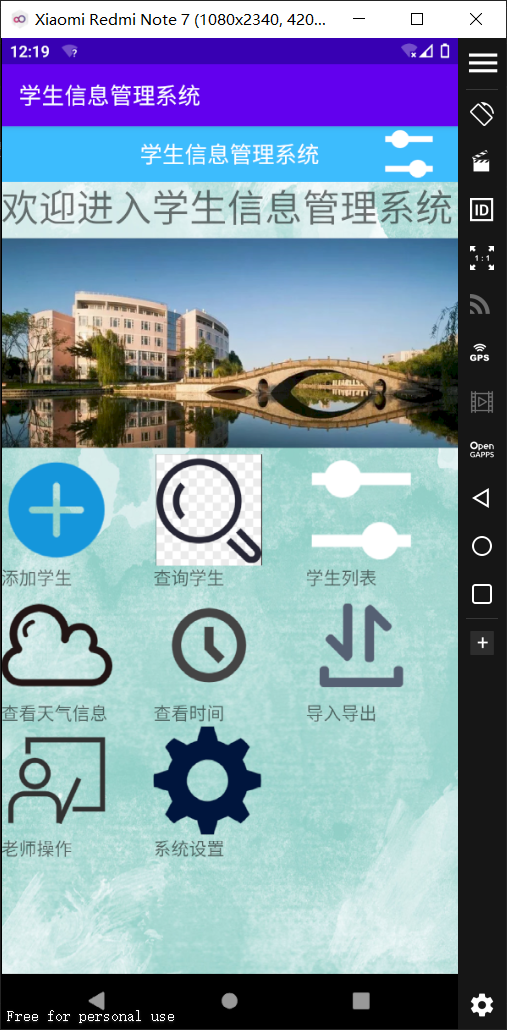 Xiaomi Redmi Note 7 (1080x2340, 420...
12:19
学生信息管理系统
学生信息管理系统
欢迎进入学生信息管理系统
添加学生 查询学生 学生列表
查看天气信息 查看时间 导入导出
老师操作 系统设置
ID
1:1
GPS
Open
GAPPS
Free for personal use